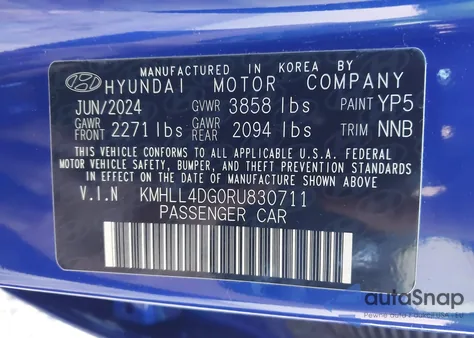 MANUFACTURED IN KOREA BY
HYUNDAI MOTOR COMPANY
JUN/2024 GVWR 3858 lbs PAINT YP5
GAWR FRONT 2271 lbs GAWR REAR 2094 lbs TRIM NNB
THIS VEHICLE CONFORMS TO ALL APPLICABLE U.S.A. FEDERAL
MOTOR VEHICLE SAFETY, BUMPER, AND THEFT PREVENTION STANDARDS
IN EFFECT ON THE DATE OF MANUFACTURE SHOWN ABOVE.
V.I.N KMHLL4DG0RU830711
PASSENGER CAR
autoSnap
Pewne auta z